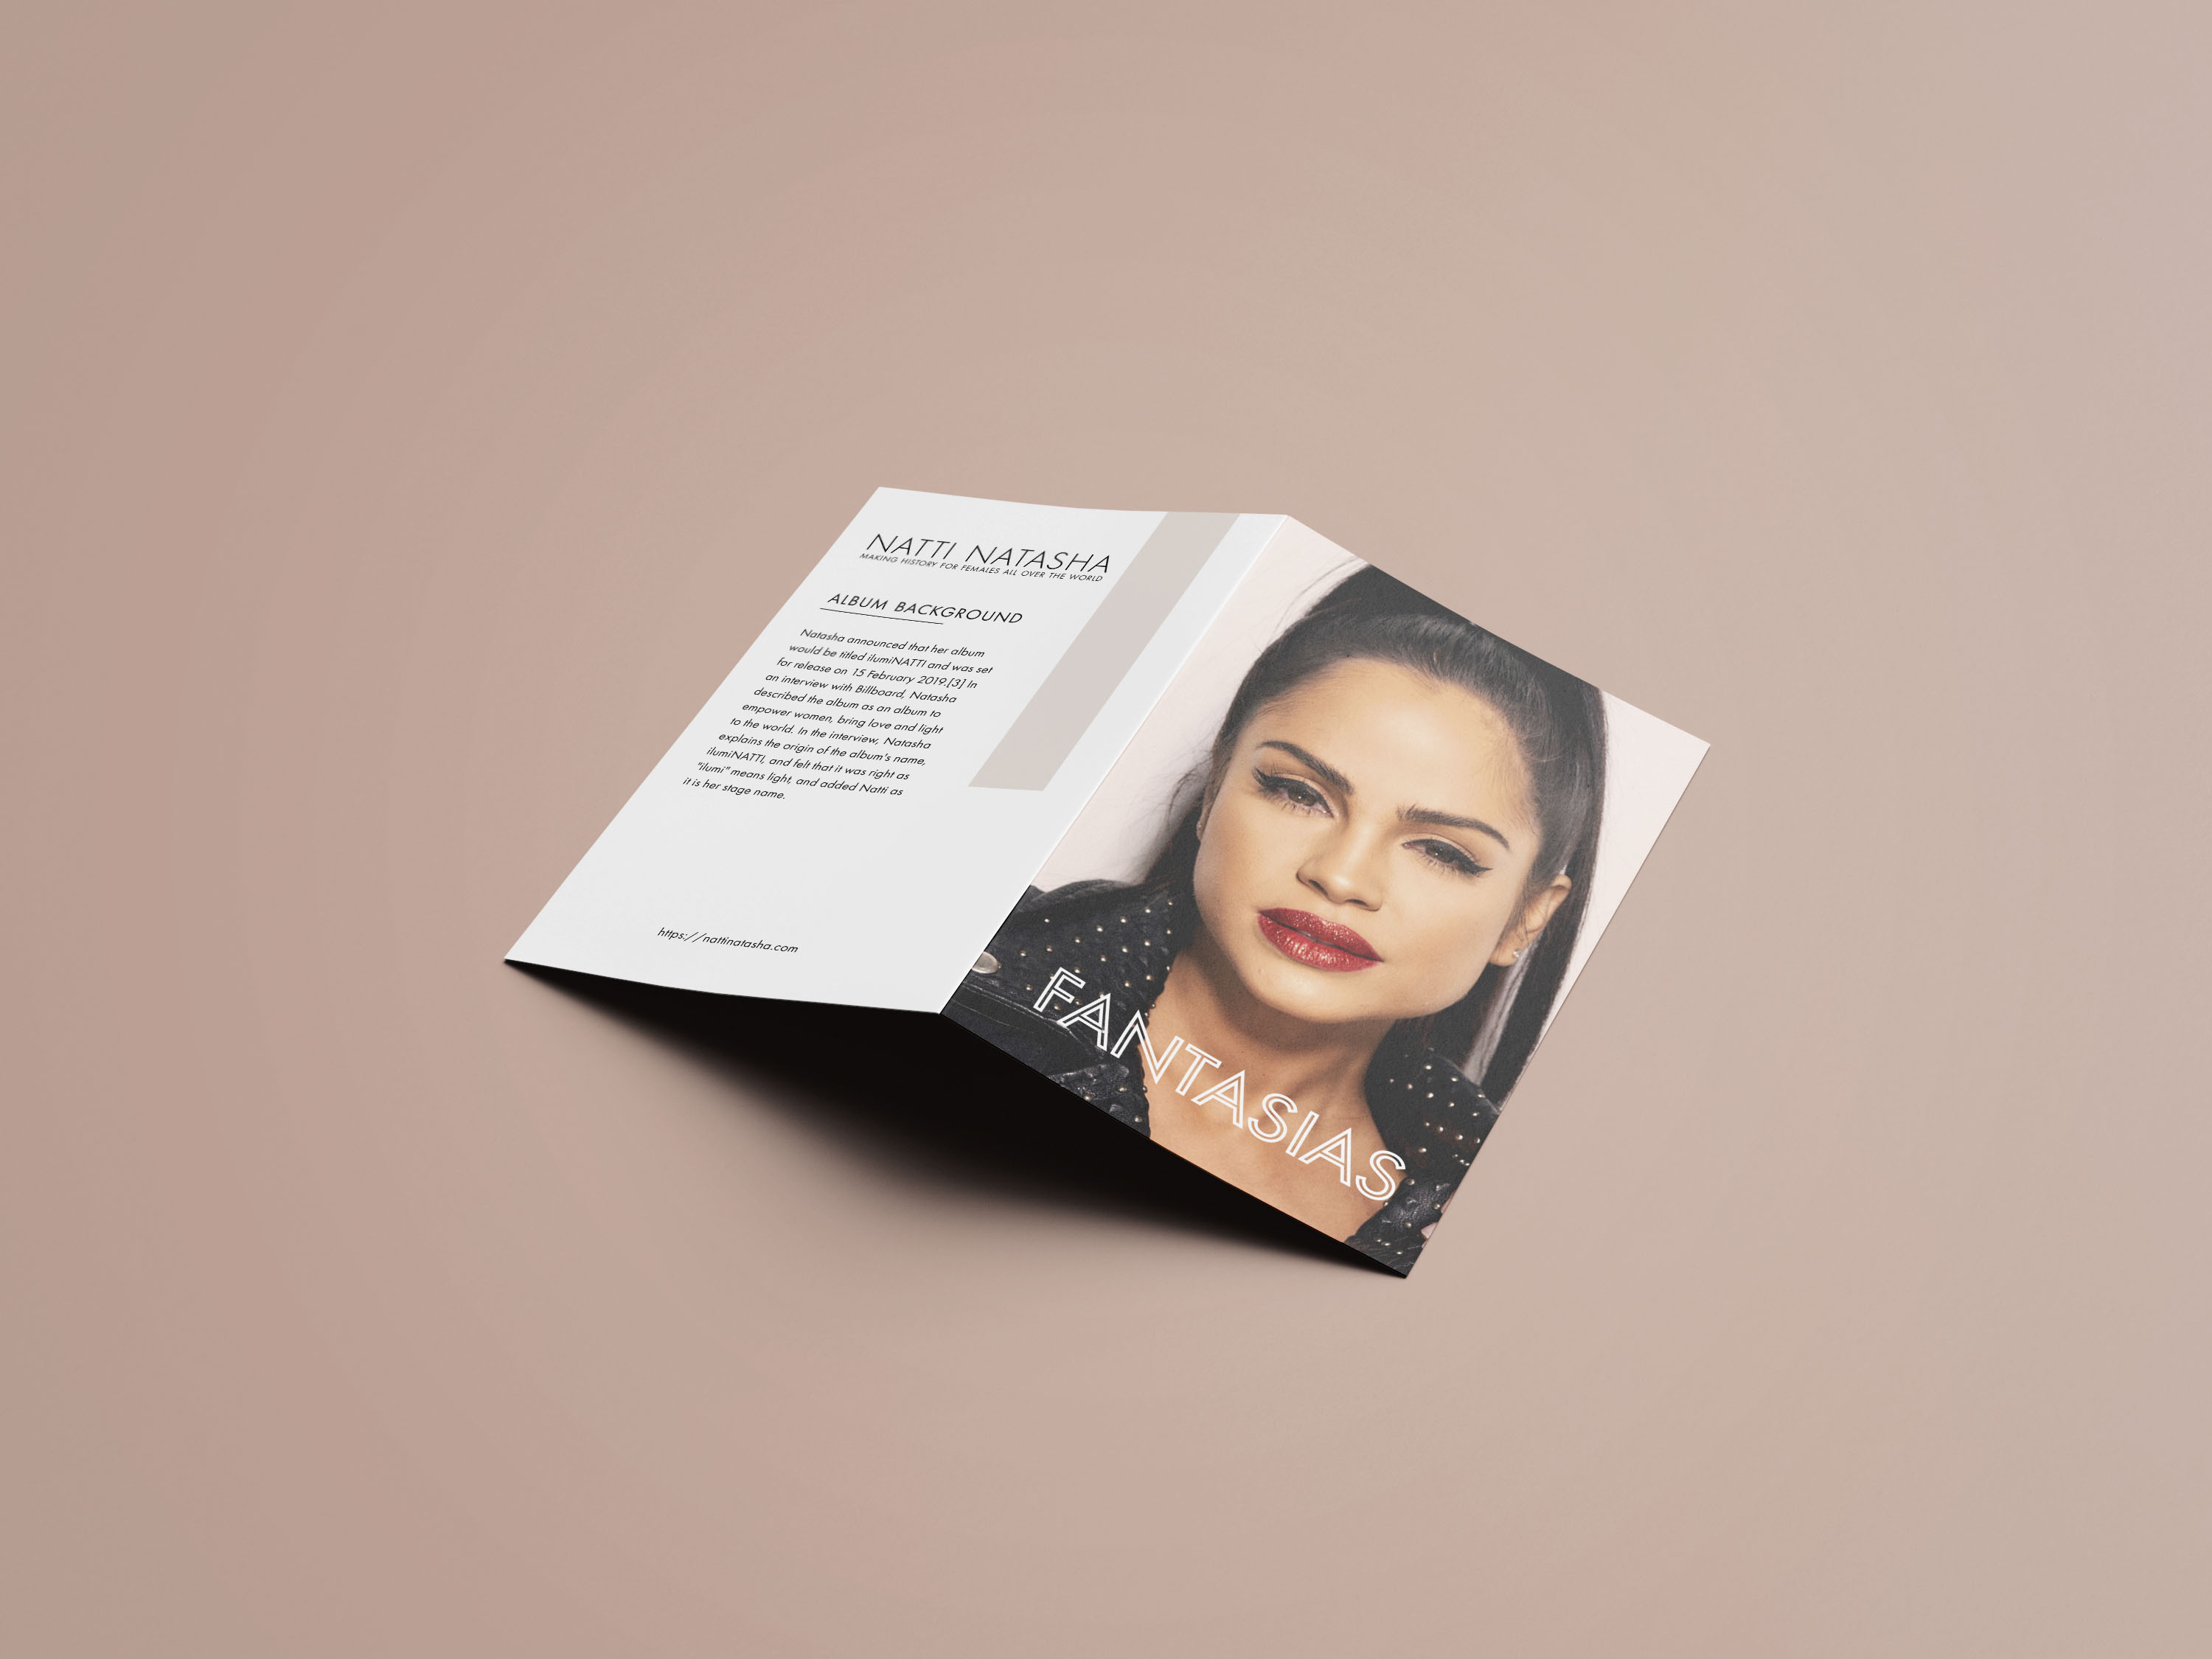 NATTI NATASHA
MAKING HISTORY FOR FEMALES ALL OVER THE WORLD
ALBUM BACKGROUND
Natasha announced that her album
would be titled ilumiNATTI and was set
for release on 15 February 2019.[3] In
an interview with Billboard, Natasha
described the album as an album to
empower women, bring love and light
to the world. In the interview, Natasha
explains the origin of the album's name,
ilumiNATTI, and felt that it was right as
"ilumi" means light, and added Natti as
it is her stage name.
https://nattinatasha.com
FANTASIAS